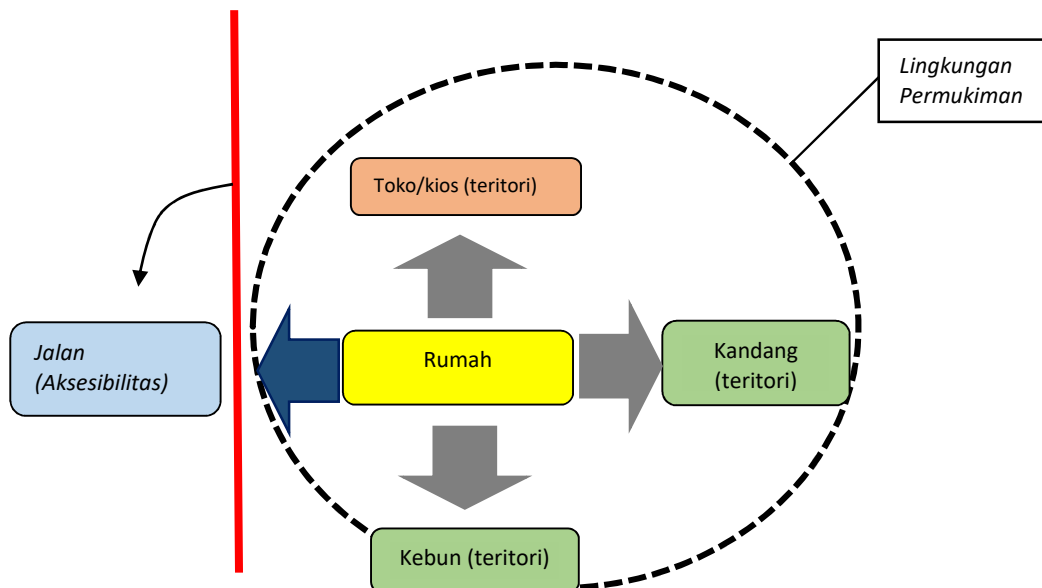 Lingkungan
Permukiman
Toko/kios (teritori)
Jalan
(Aksesibilitas)
Rumah
Kandang
(teritori)
Kebun (teritori)